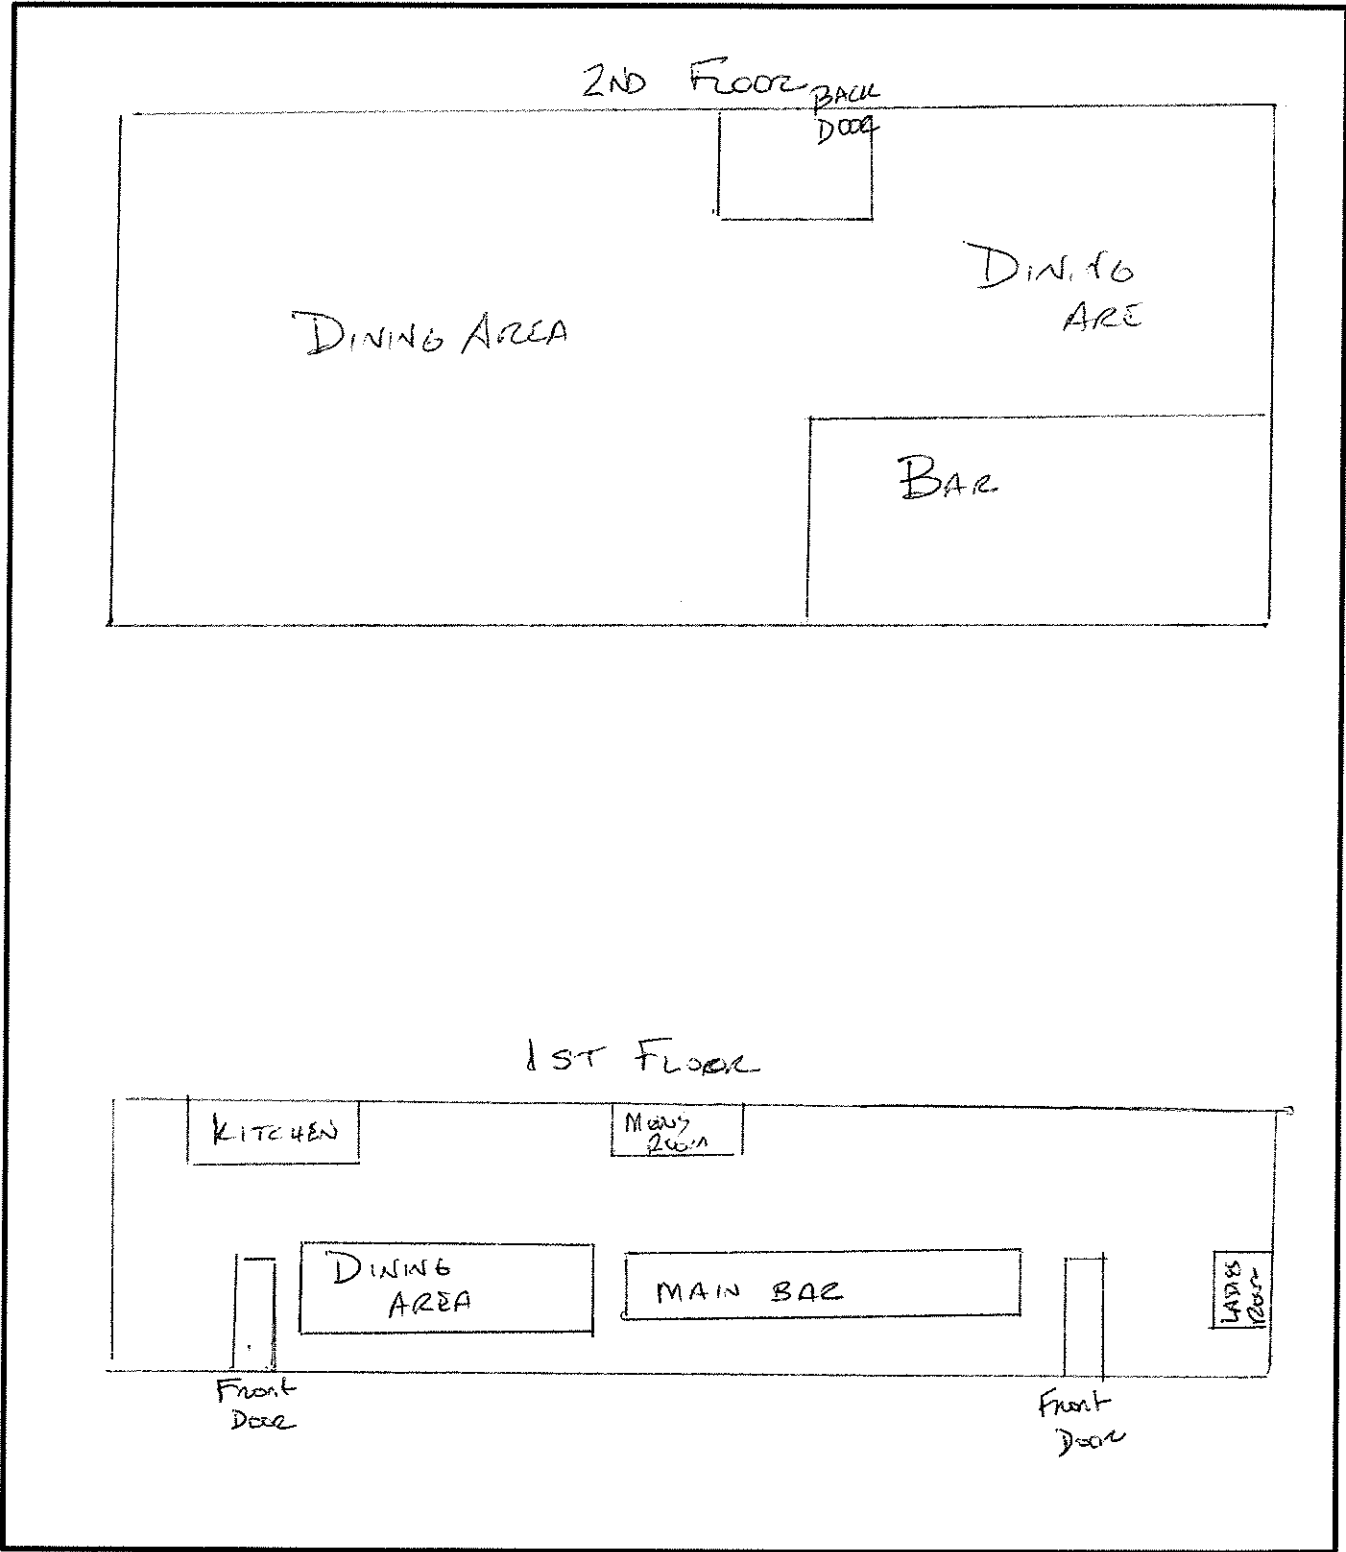 2ND FLOOR
BACK
DOOR
DINING
ARE
DINING AREA
BAR
1ST FLOOR
KITCHEN
MENS
ROOM
DINING
AREA
MAIN BAR
LADIES
ROOM
Front
Door
Front
Door